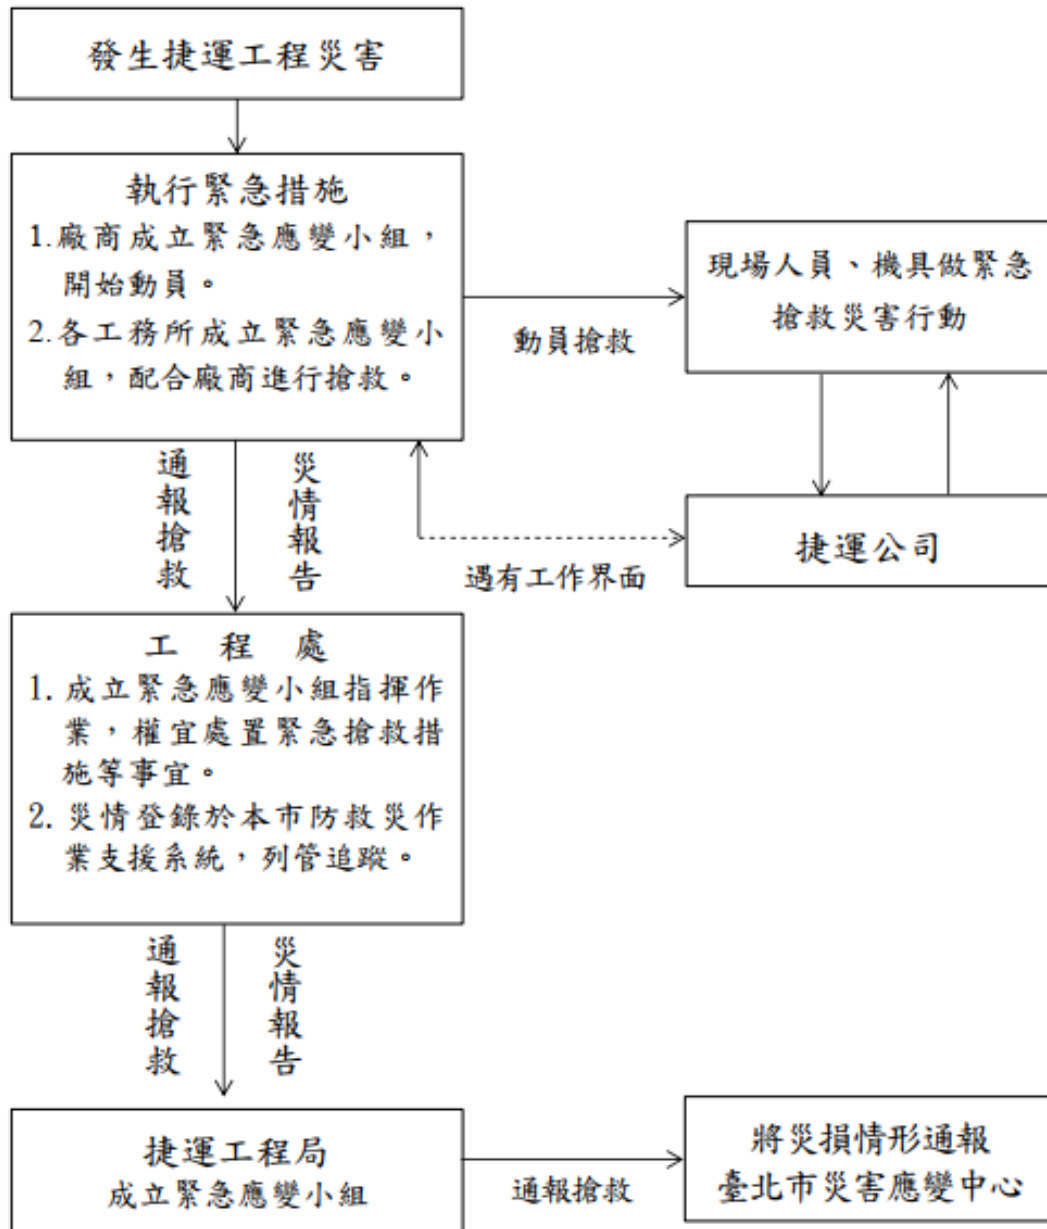 發生捷運工程災害
執行緊急措施
1.廠商成立緊急應變小組，
開始動員。
2.各工務所成立緊急應變小
組，配合廠商進行搶救。
動員搶救
現場人員、機具做緊急
搶救災害行動
通報搶救
災情報告
遇有工作界面
捷運公司
工程處
1. 成立緊急應變小組指揮作
業，權宜處置緊急搶救措
施等事宜。
2. 災情登錄於本市防救災作
業支援系統，列管追蹤。
通報搶救
災情報告
捷運工程局
成立緊急應變小組
通報搶救
將災損情形通報
臺北市災害應變中心